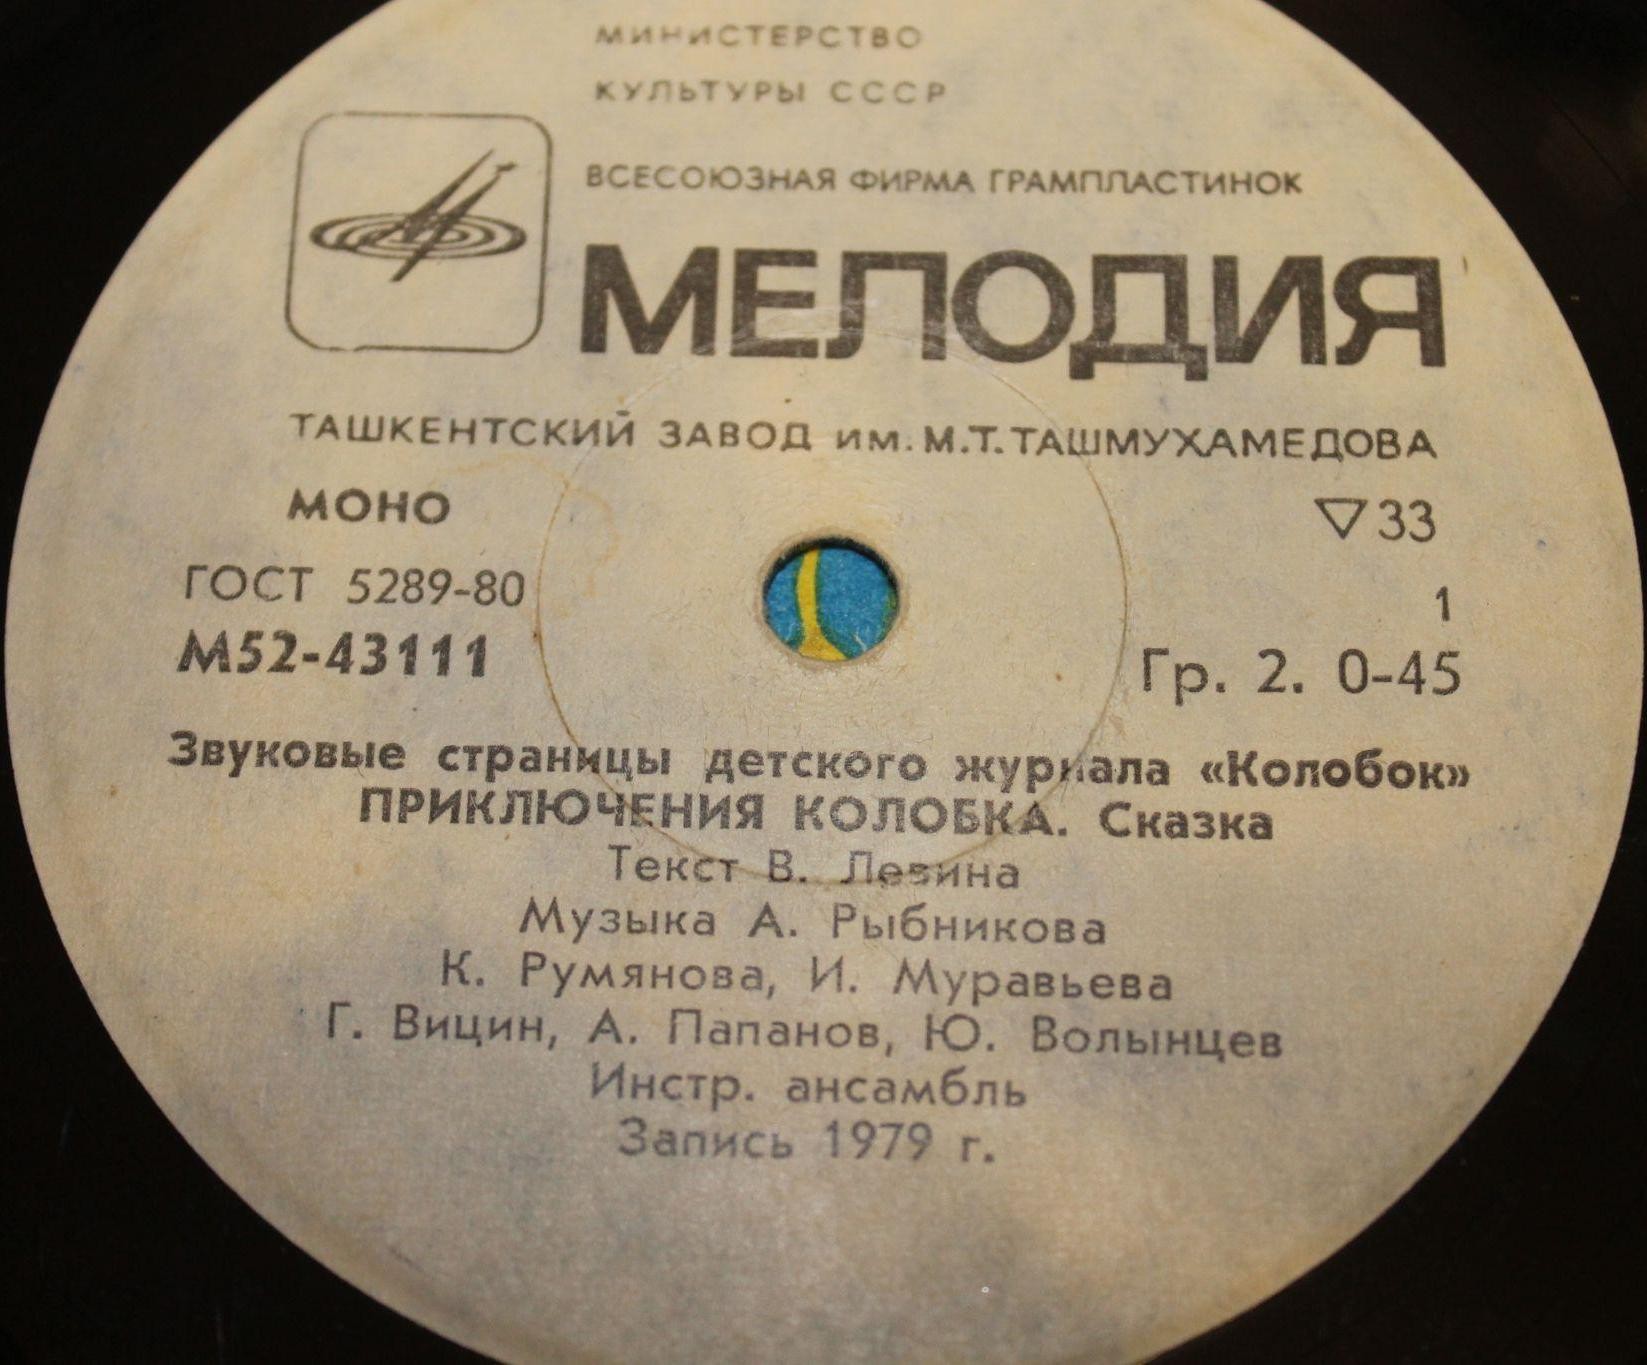 МИНИСТЕРСТВО
КУЛЬТУРЫ СССР
ВСЕСОЮЗНАЯ ФИРМА ГРАМПЛАСТИНОК
МЕЛОДИЯ
ТАШКЕНТСКИЙ ЗАВОД ИМ. М.Т. ТАШМУХАМЕДОВА
МОНО ▽33
ГОСТ 5289-80 1
М52-43111 Гр. 2. 0-45
Звуковые страницы детского журнала «Колобок»
ПРИКЛЮЧЕНИЯ КОЛОБКА. Сказка
Текст В. Левина
Музыка А. Рыбникова
К. Румянова, И. Муравьева
Г. Вицин, А. Папанов, Ю. Волынцев
Инстр. ансамбль
Запись 1979 г.